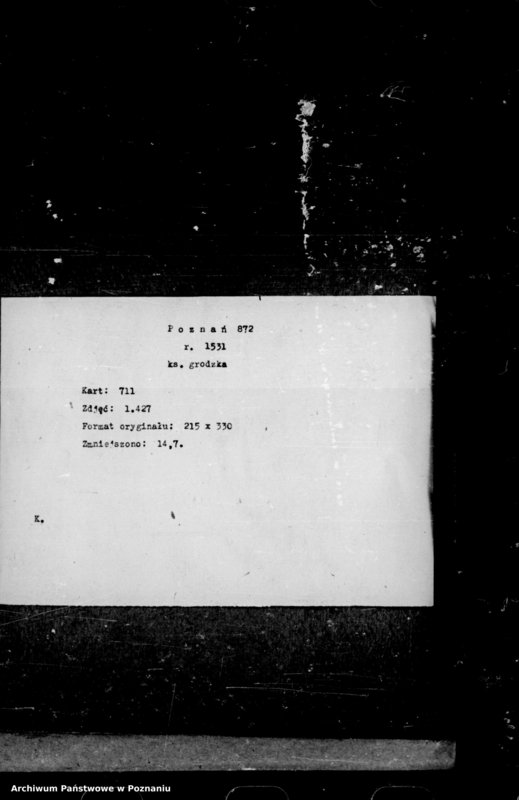 Poznań 872
r. 1531
ks. grodzka
Kart: 711
Zdjęć: 1.427
Format oryginału: 215 x 330
Zmniejszono: 14,7.
K.
Archiwum Państwowe w Poznaniu